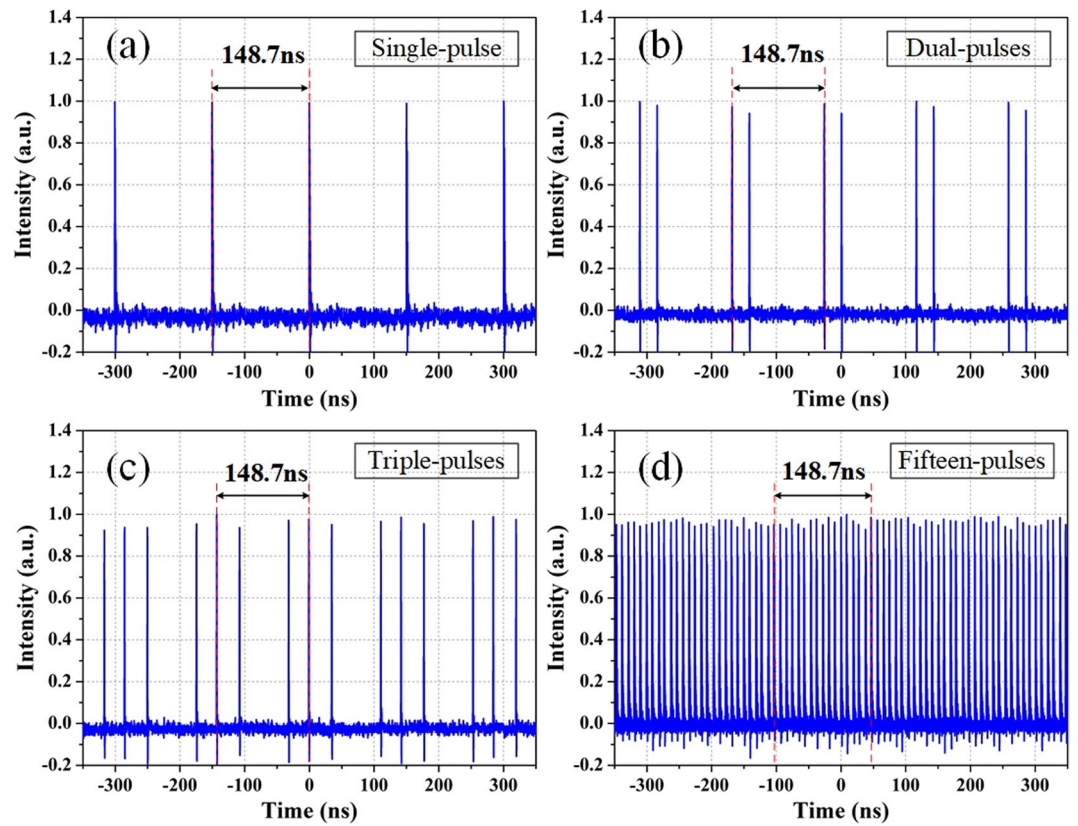 (a)
Single-pulse
148.7ns
1.4
1.2
1.0
0.8
0.6
0.4
0.2
0.0
-0.2
Intensity (a.u.)
-300 -200 -100 0 100 200 300
Time (ns)
(b)
Dual-pulses
148.7ns
1.4
1.2
1.0
0.8
0.6
0.4
0.2
0.0
-0.2
Intensity (a.u.)
-300 -200 -100 0 100 200 300
Time (ns)
(c)
Triple-pulses
148.7ns
1.4
1.2
1.0
0.8
0.6
0.4
0.2
0.0
-0.2
Intensity (a.u.)
-300 -200 -100 0 100 200 300
Time (ns)
(d)
Fifteen-pulses
148.7ns
1.4
1.2
1.0
0.8
0.6
0.4
0.2
0.0
-0.2
Intensity (a.u.)
-300 -200 -100 0 100 200 300
Time (ns)